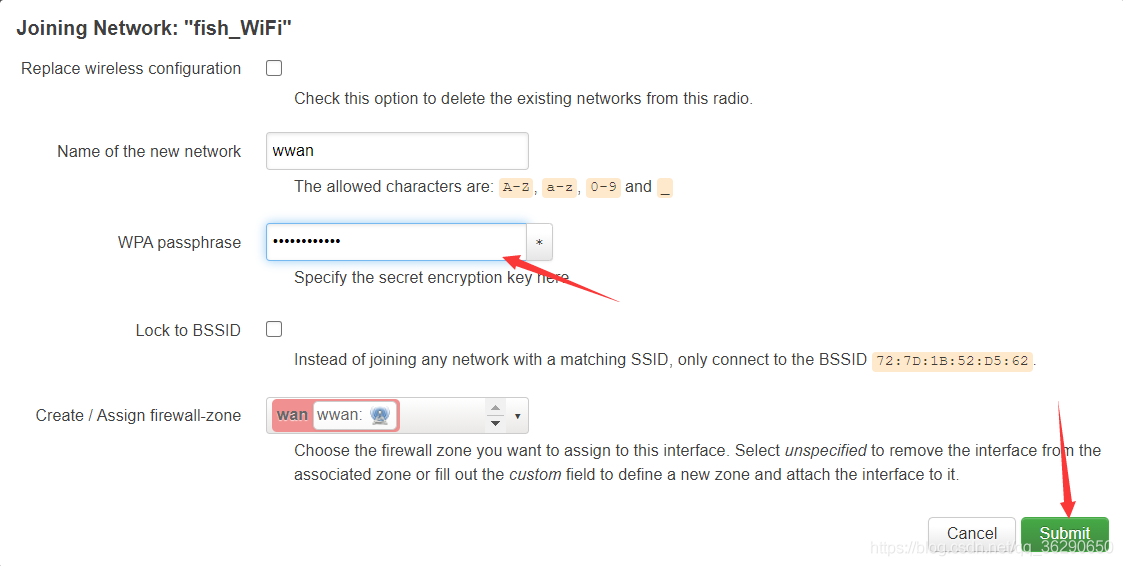 Joining Network: "fish_WiFi"
Replace wireless configuration
Check this option to delete the existing networks from this radio.
Name of the new network
wwan
The allowed characters are: A-Z, a-z, 0-9 and _
WPA passphrase
•••••••••••• *
Specify the secret encryption key here.
Lock to BSSID
Instead of joining any network with a matching SSID, only connect to the BSSID 72:7D:1B:52:D5:62.
Create / Assign firewall-zone
wan wwan:
Choose the firewall zone you want to assign to this interface. Select unspecified to remove the interface from the
associated zone or fill out the custom field to define a new zone and attach the interface to it.
Cancel Submit
https://blog.csdn.net/qq_36290650